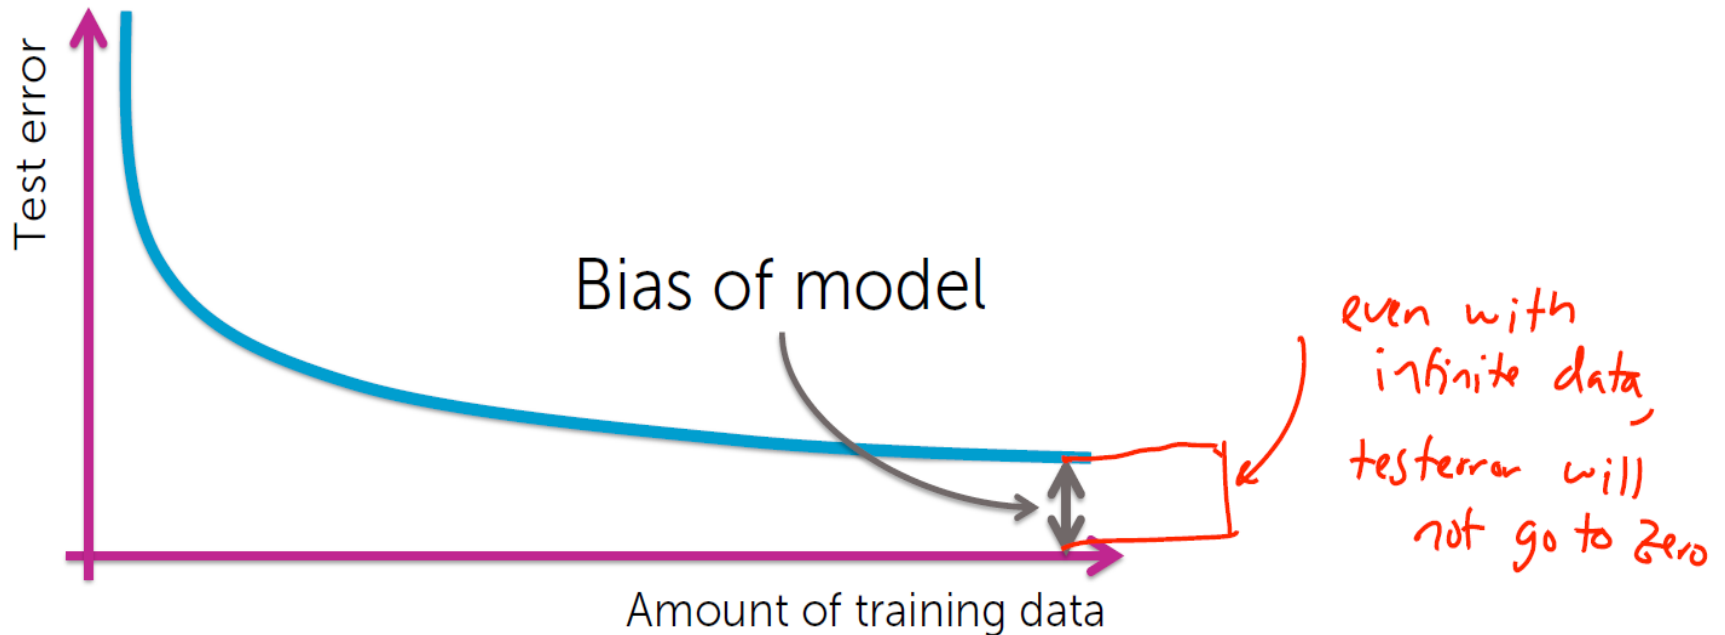 Test error
Bias of model
even with
infinite data,
testerror will
not go to zero
Amount of training data